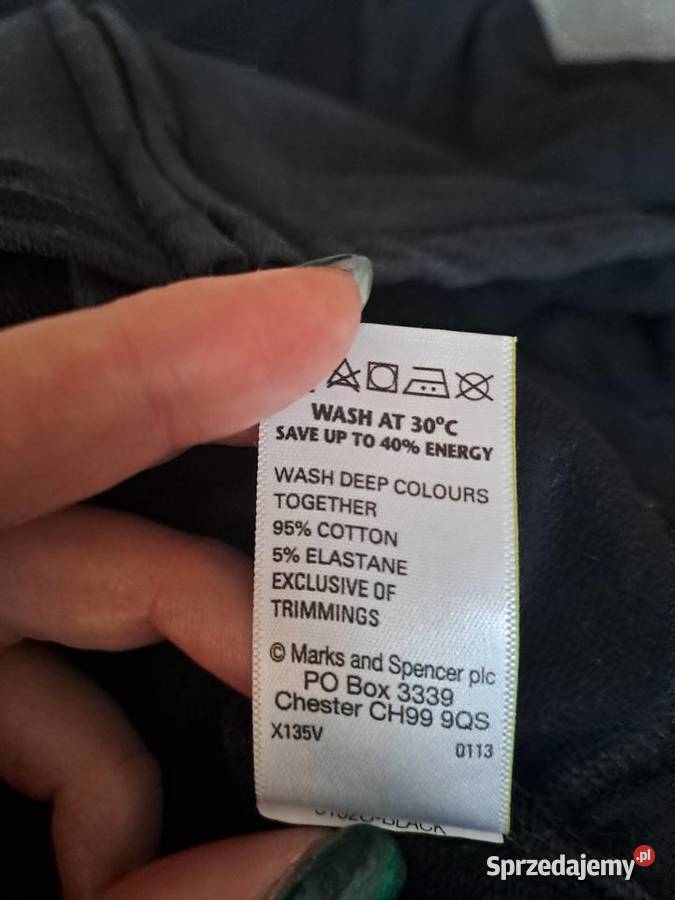 WASH AT 30°C
SAVE UP TO 40% ENERGY
WASH DEEP COLOURS
TOGETHER
95% COTTON
5% ELASTANE
EXCLUSIVE OF
TRIMMINGS
© Marks and Spencer plc
PO Box 3339
Chester CH99 9QS
X135V
0113
BLACK
Sprzedajemy.pl